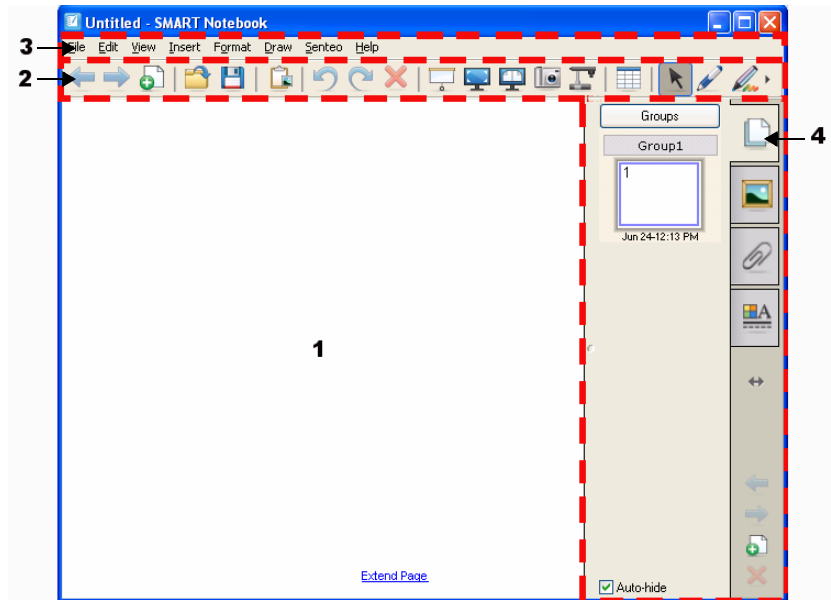 Untitled - SMART Notebook
3
File Edit View Insert Format Draw Senteo Help
2
Groups
4
Group1
1
Jun 24-12:13 PM
A
1
Extend Page
Auto-hide